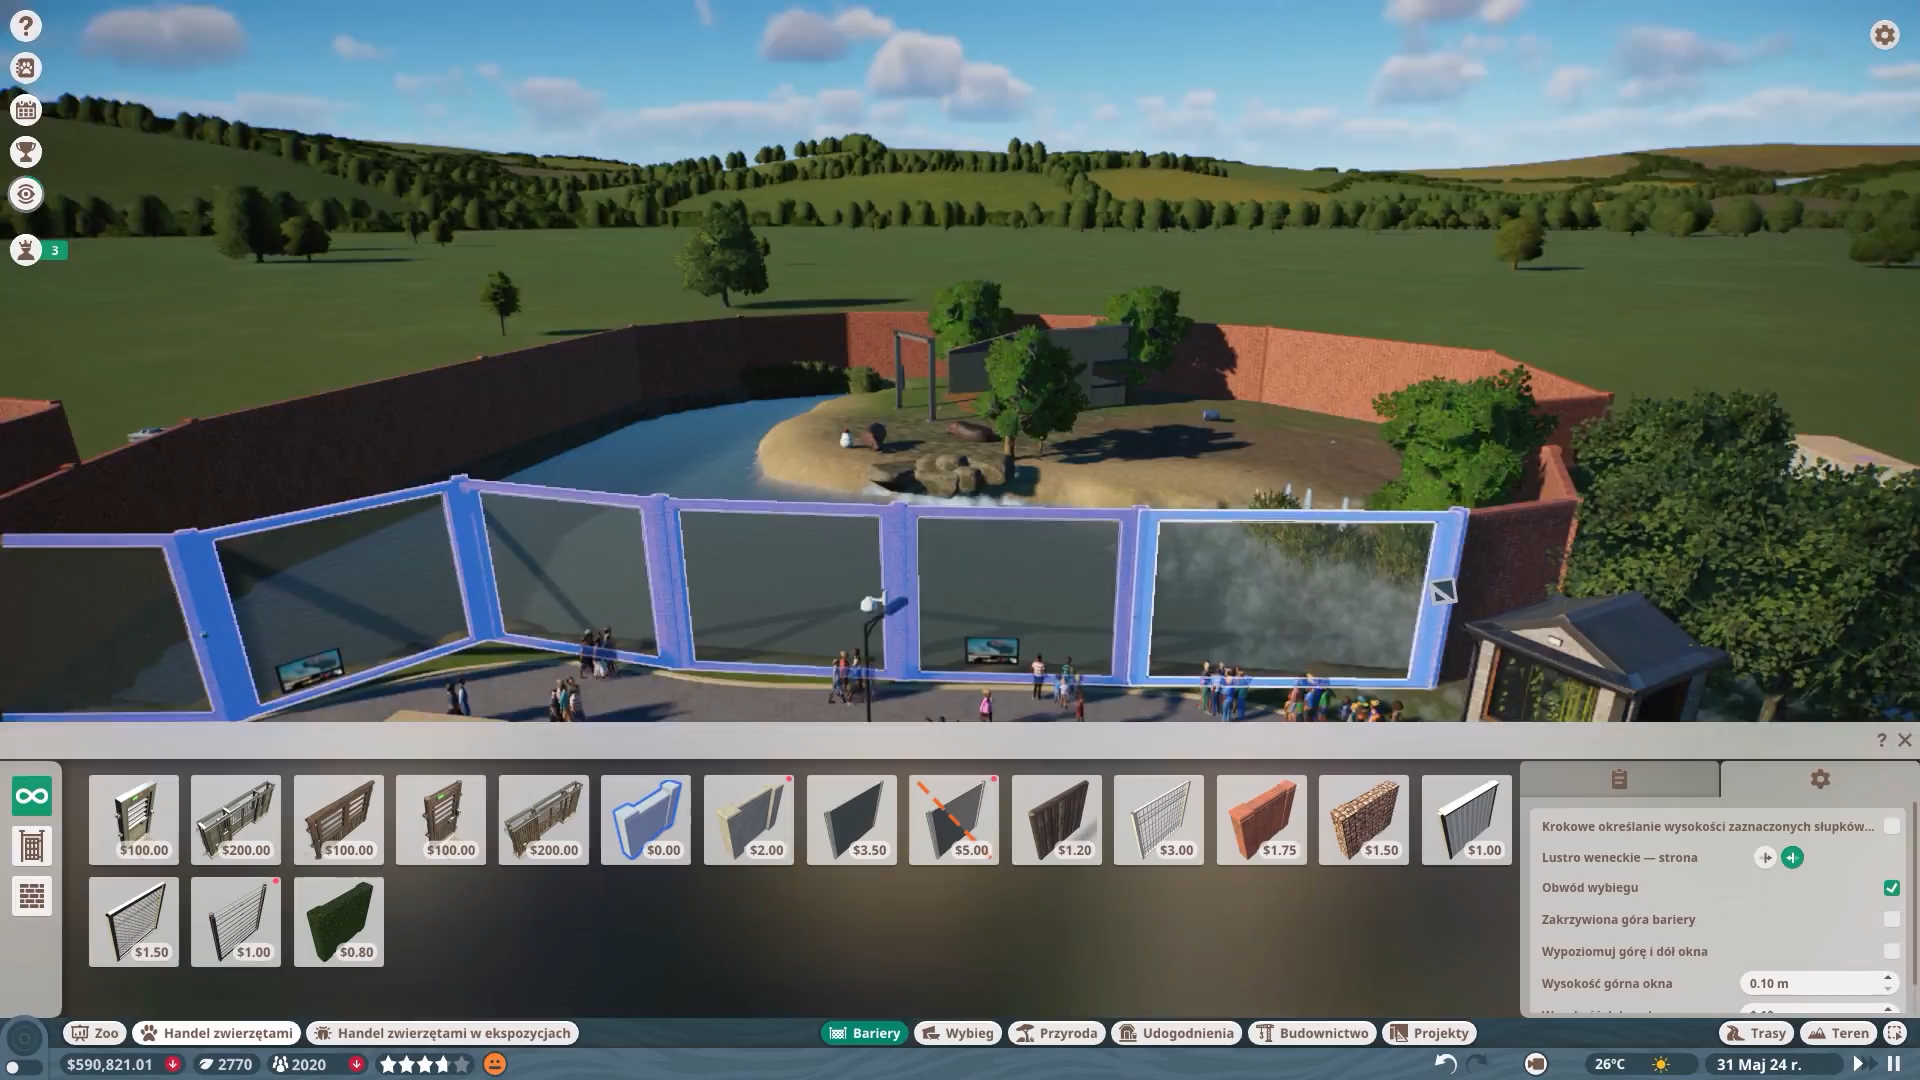 ?
3
?
$100.00
$200.00
$100.00
$100.00
$200.00
$0.00
$2.00
$3.50
$5.00
$1.20
$3.00
$1.75
$1.50
$1.00
$1.50
$1.00
$0.80
Krokowe określanie wysokości zaznaczonych słupków...
Lustro weneckie — strona
Obwód wybiegu
Zakrzywiona góra bariery
Wypoziomuj górę i dół okna
Wysokość górna okna 0.10 m
Zoo
Handel zwierzętami
Handel zwierzętami w ekspozycjach
Bariery
Wybieg
Przyroda
Udogodnienia
Budownictwo
Projekty
Trasy
Teren
$590,821.01
2770
2020
26°C
31 Maj 24 r.